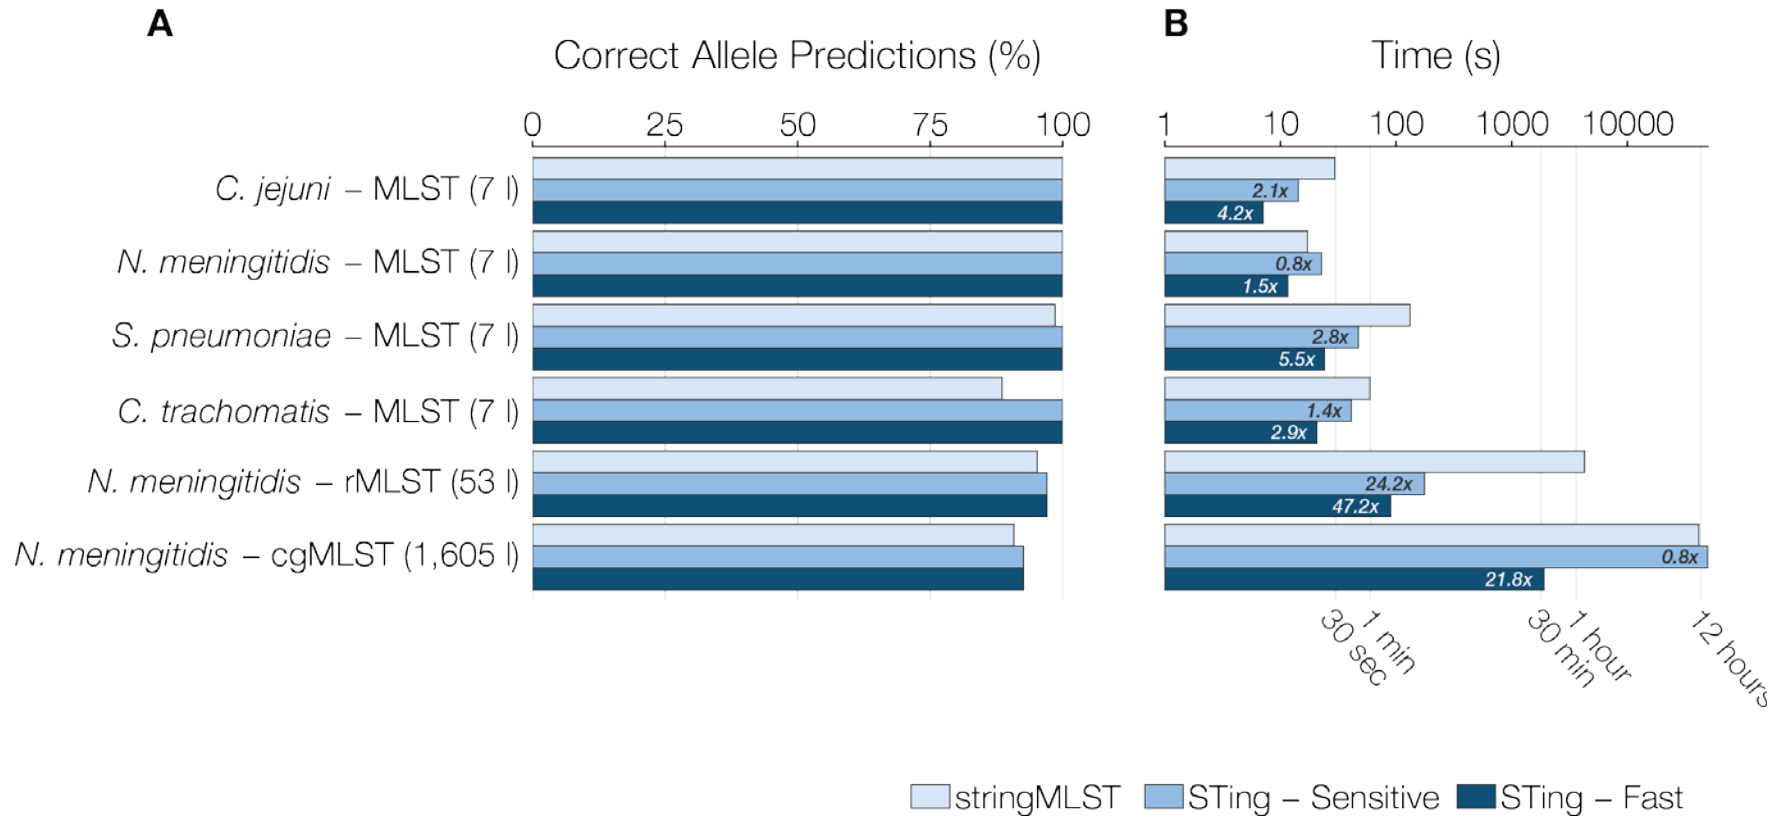 A
B
Correct Allele Predictions (%)
Time (s)
0 25 50 75 100
1 10 100 1000 10000
C. jejuni – MLST (7 l)
2.1x
4.2x
N. meningitidis – MLST (7 l)
0.8x
1.5x
S. pneumoniae – MLST (7 l)
2.8x
5.5x
C. trachomatis – MLST (7 l)
1.4x
2.9x
N. meningitidis – rMLST (53 l)
24.2x
47.2x
N. meningitidis – cgMLST (1,605 l)
0.8x
21.8x
30 sec
1 min
30 min
1 hour
12 hours
stringMLST
STing – Sensitive
STing – Fast